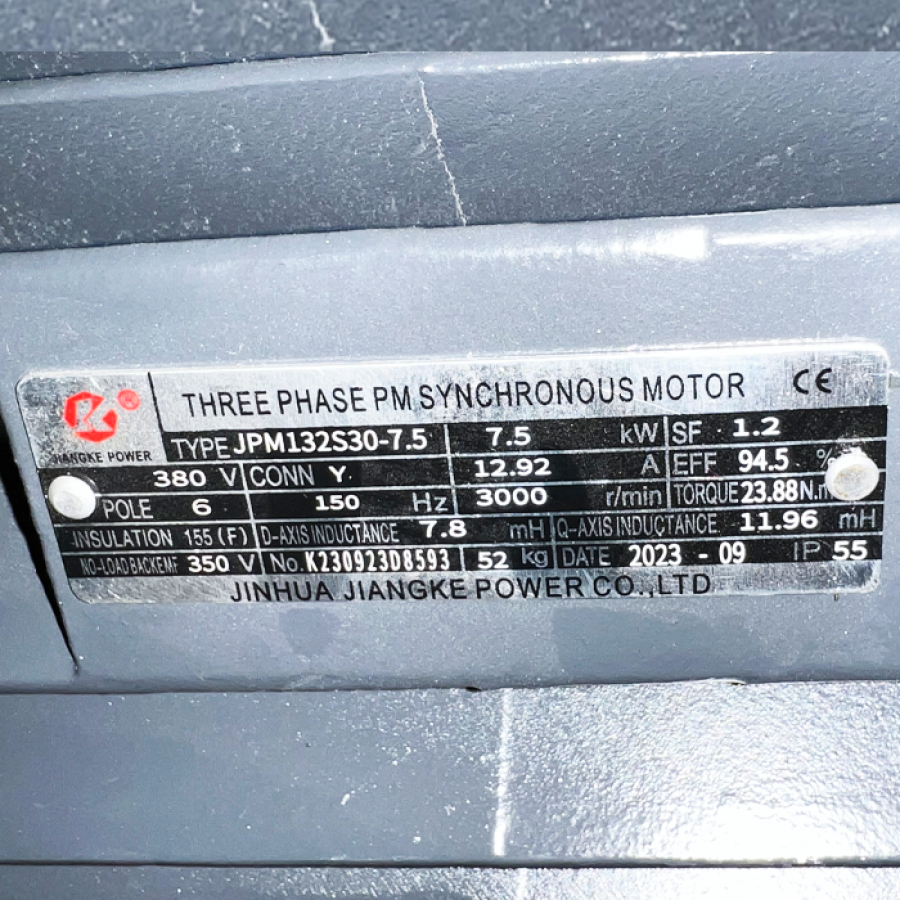 THREE PHASE PM SYNCHRONOUS MOTOR CE
K ®
JIANGKE POWER
TYPE JPM132S30-7.5 7.5 kW SF 1.2
380 V CONN Y. 12.92 A EFF 94.5 %
POLE 6 150 Hz 3000 r/min TORQUE 23.88 N.m
INSULATION 155 (F) D-AXIS INDUCTANCE 7.8 mH Q-AXIS INDUCTANCE 11.96 mH
NO-LOAD BACK EMF 350 V No. K230923D8593 52 kg DATE 2023 - 09 IP 55
JINHUA JIANGKE POWER CO.,LTD